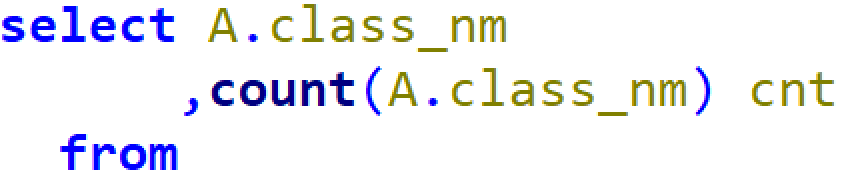 select A.class_nm
,count(A.class_nm) cnt
from